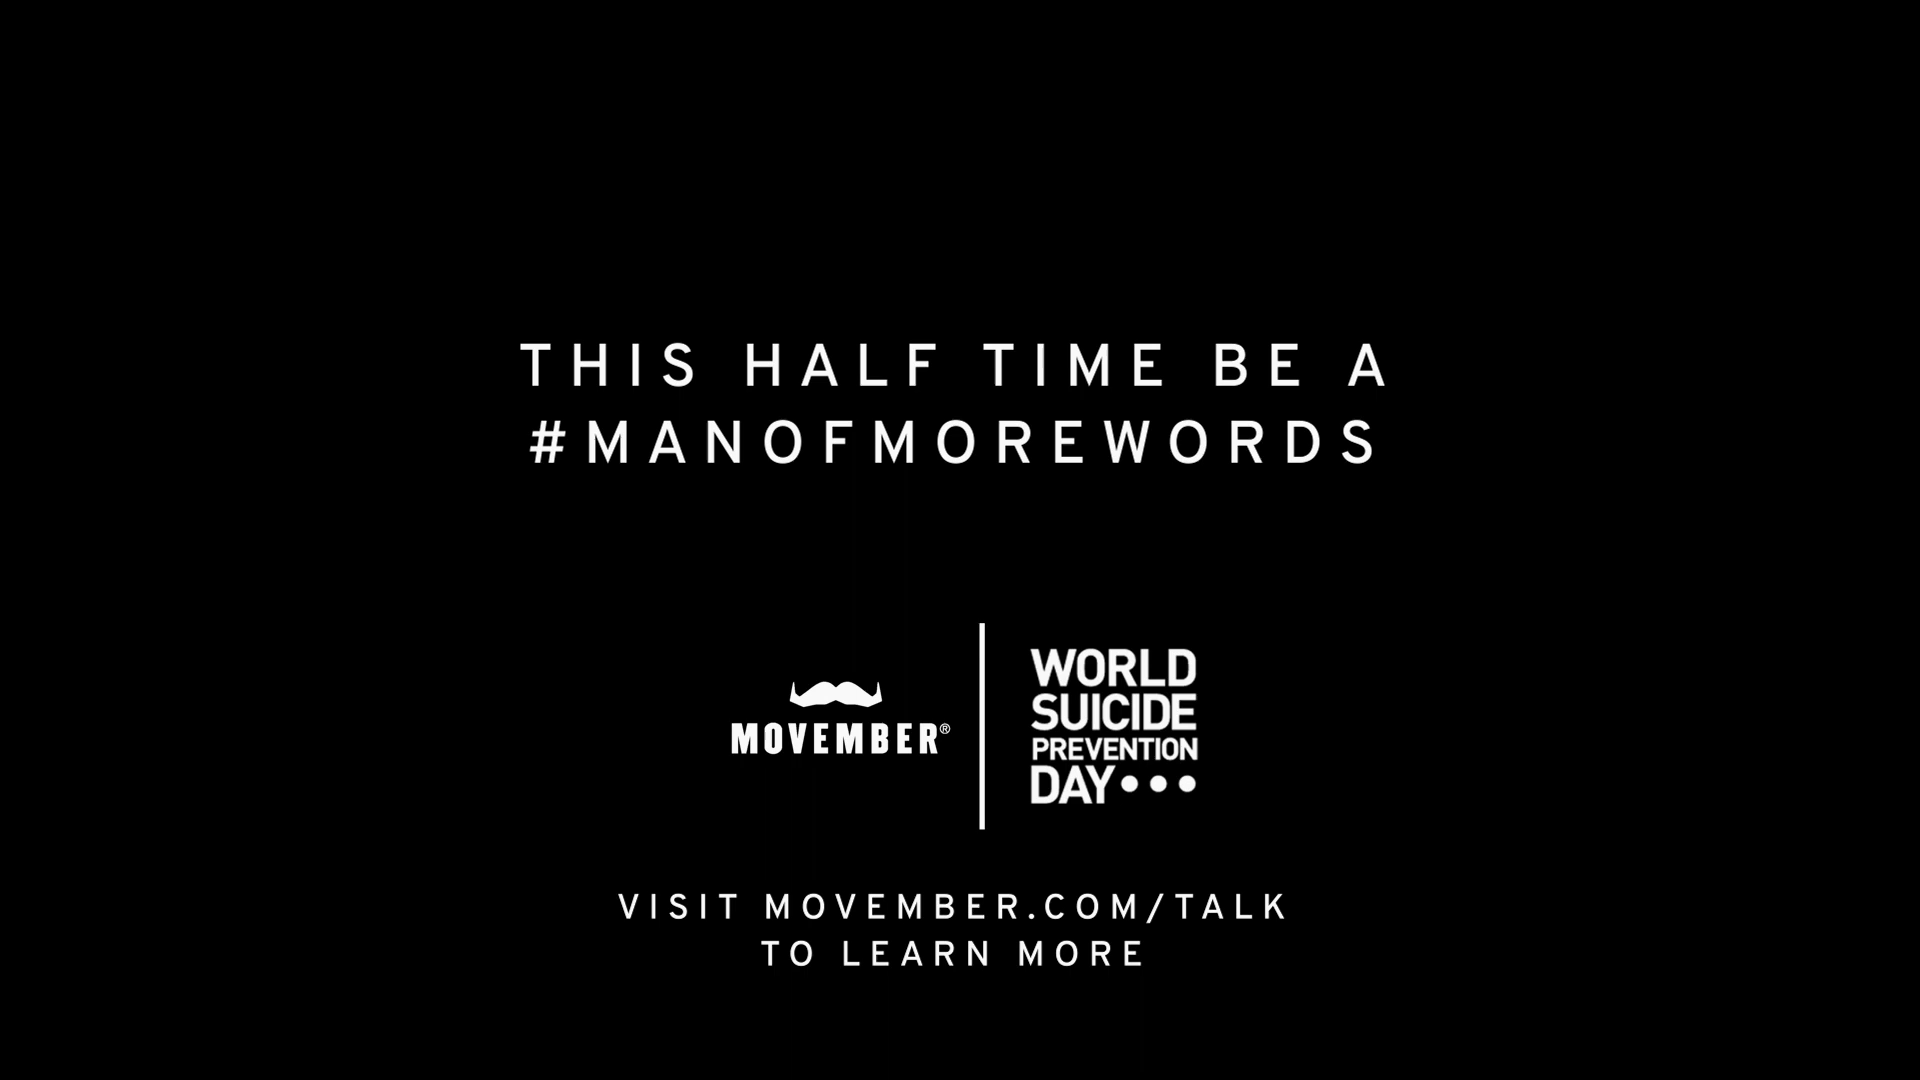 THIS HALF TIME BE A
#MANOFMOREWORDS
MOVEMBER®
WORLD
SUICIDE
PREVENTION
DAY...
VISIT MOVEMBER.COM/TALK
TO LEARN MORE